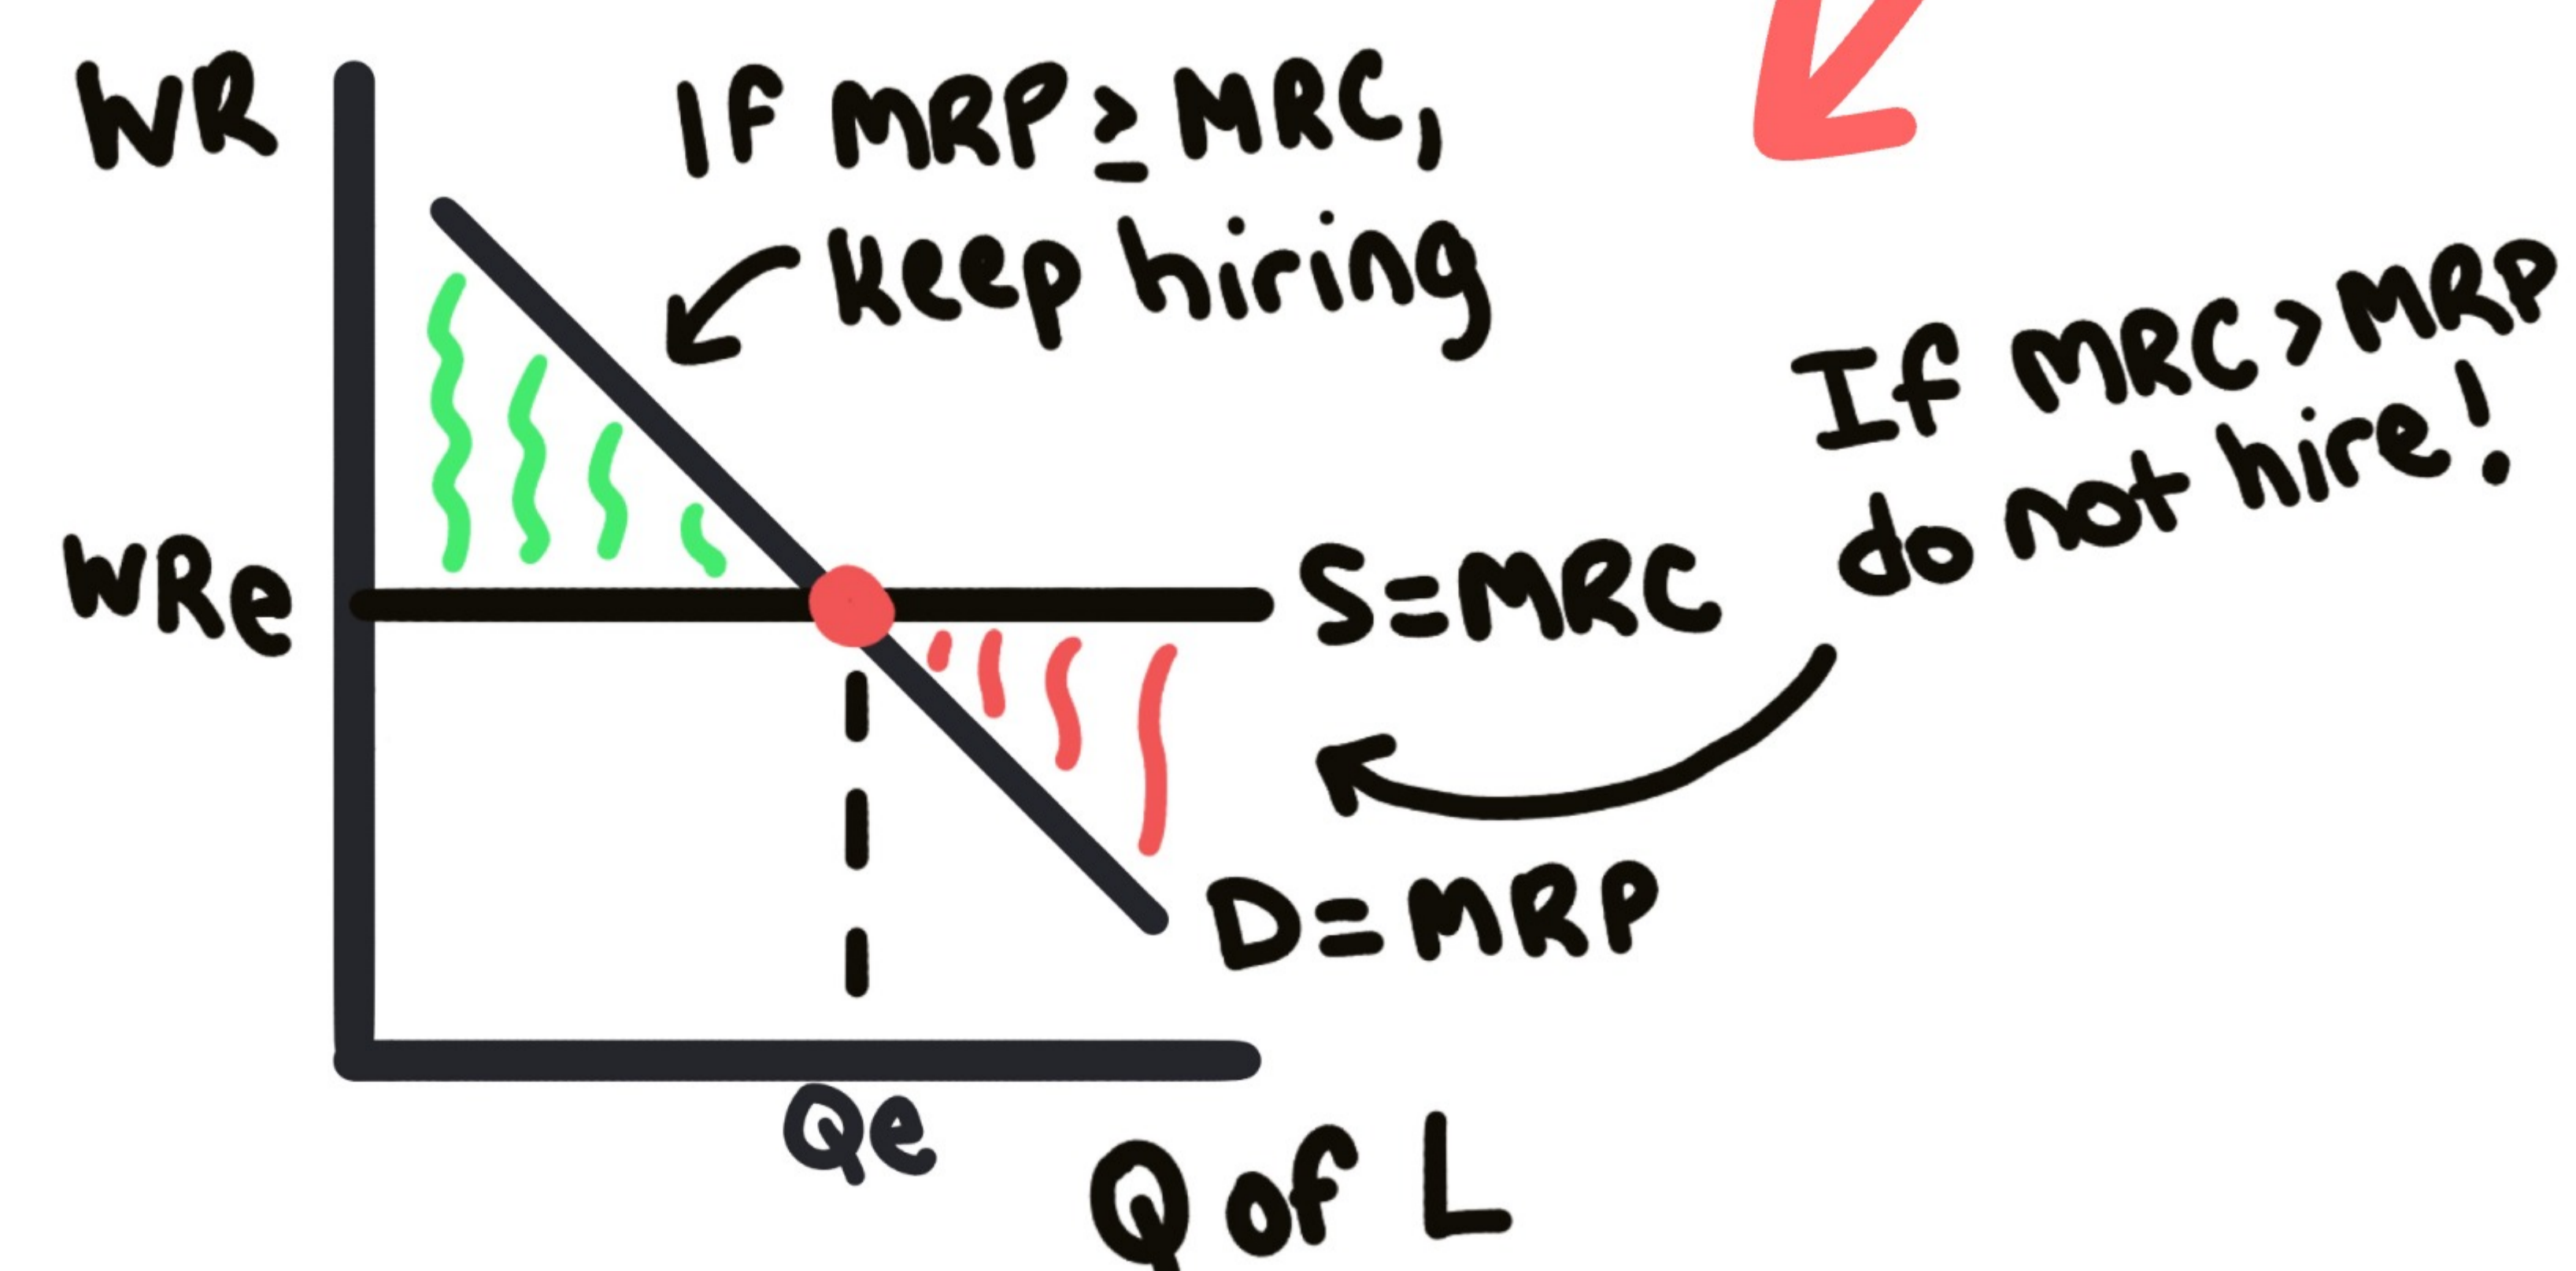 WR
IF MRP ≥ MRC,
keep hiring
If MRC > MRP
do not hire!
WRe
S=MRC
D=MRP
Qe
Q of L